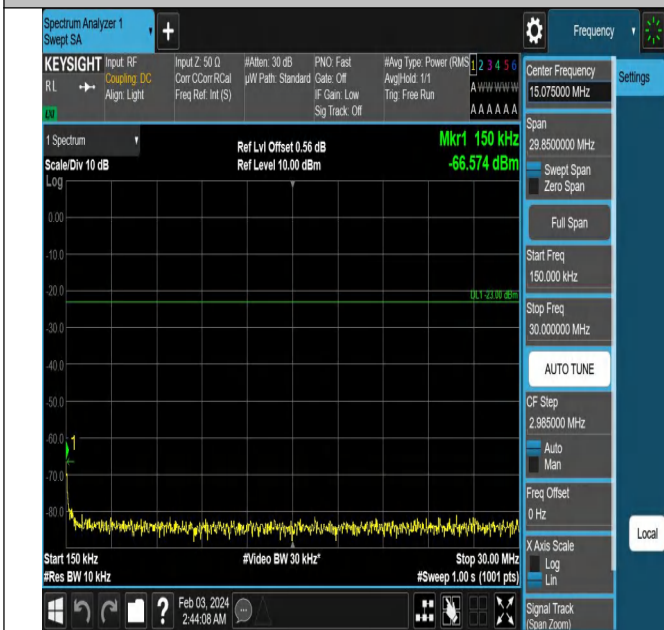 Spectrum Analyzer 1
Swept SA
+
Frequency
KEYSIGHT
RL
LXI
Input: RF
Coupling: DC
Align: Light
Input Z: 50 Ω
Corr CCorr RCal
Freq Ref: Int (S)
#Atten: 30 dB
µW Path: Standard
PNO: Fast
Gate: Off
IF Gain: Low
Sig Track: Off
#Avg Type: Power (RMS
Avg|Hold: 1/1
Trig: Free Run
1 2 3 4 5 6
A W W W W W
A A A A A A
1 Spectrum
Scale/Div 10 dB
Ref Lvl Offset 0.56 dB
Ref Level 10.00 dBm
Mkr1 150 kHz
-66.574 dBm
Log
0.00
-10.0
-20.0
-30.0
-40.0
-50.0
-60.0
-70.0
-80.0
DL1 -23.00 dBm
1
Start 150 kHz
#Res BW 10 kHz
#Video BW 30 kHz*
Stop 30.00 MHz
#Sweep 1.00 s (1001 pts)
?
Feb 03, 2024
2:44:08 AM
Center Frequency
15.075000 MHz
Settings
Span
29.8500000 MHz
Swept Span
Zero Span
Full Span
Start Freq
150.000 kHz
Stop Freq
30.000000 MHz
AUTO TUNE
CF Step
2.985000 MHz
Auto
Man
Freq Offset
0 Hz
Local
X Axis Scale
Log
Lin
Signal Track
(Span Zoom)